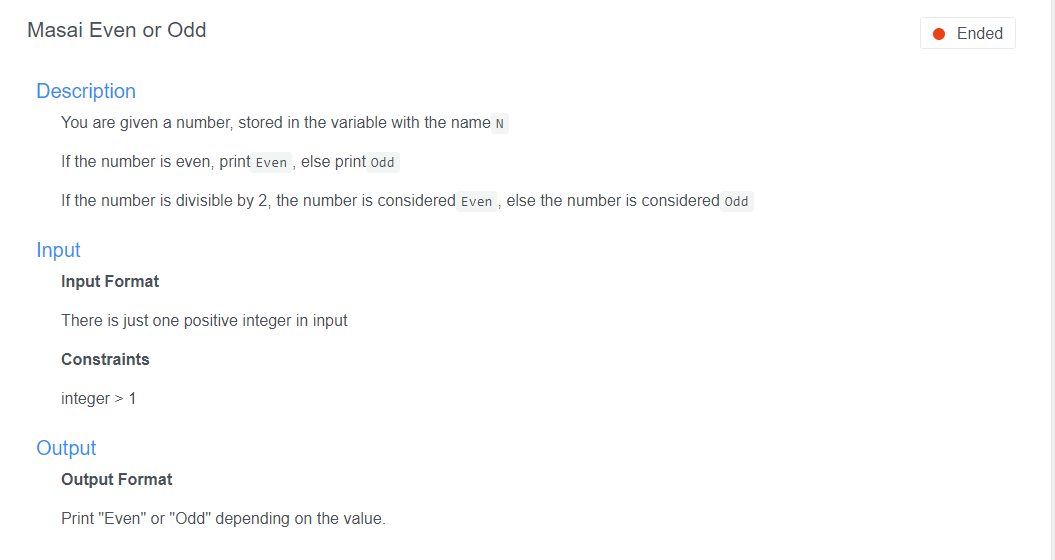 Masai Even or Odd
Ended
Description
You are given a number, stored in the variable with the name N
If the number is even, print Even , else print Odd
If the number is divisible by 2, the number is considered Even , else the number is considered Odd
Input
Input Format
There is just one positive integer in input
Constraints
integer > 1
Output
Output Format
Print "Even" or "Odd" depending on the value.